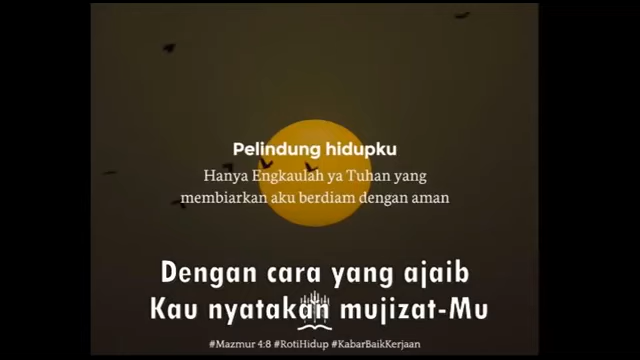 Pelindung hidupku
Hanya Engkaulah ya Tuhan yang
membiarkan aku berdiam dengan aman
Dengan cara yang ajaib
Kau nyatakan mujizat-Mu
#Mazmur 4:8 #RotiHidup #KabarBaikKerjaan